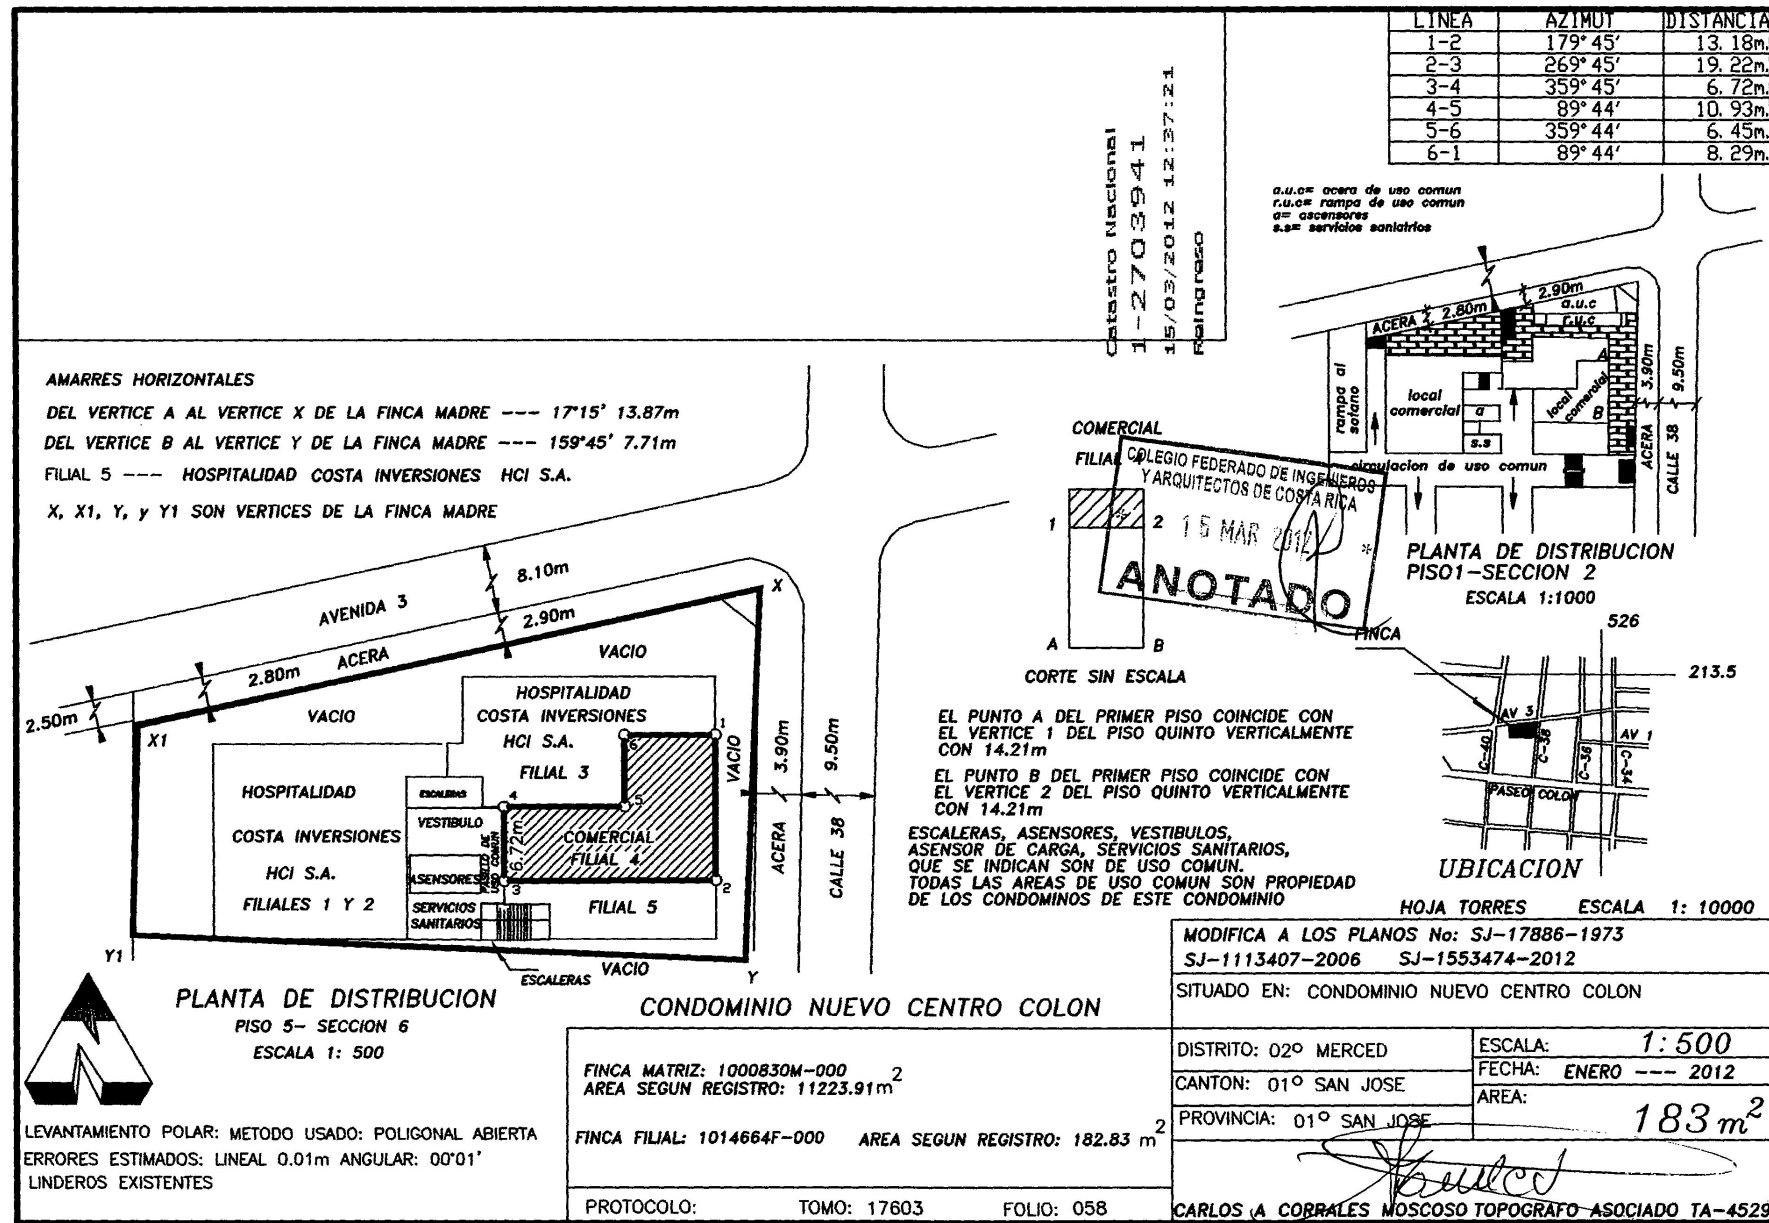 LINEA AZIMUT DISTANCIA
1-2 179°45' 13.18m.
2-3 269°45' 19.22m.
3-4 359°45' 6.72m.
4-5 89°44' 10.93m.
5-6 359°44' 6.45m.
6-1 89°44' 8.29m.
Catastro Nacional
1-2703941
15/03/2012 12:37:21
Reingreso
a.u.c= acera de uso comun
r.u.c= rampa de uso comun
a= ascensores
s.s= servicios saniatrios
2.90m
a.u.c
ACERA 2.80m
r.u.c
A
3.90m
9.50m
rampa al
sotano
local
comercial
a
s.s
local
comercial
B
ACERA
CALLE 38
circulacion de uso comun
PLANTA DE DISTRIBUCION
PISO1-SECCION 2
ESCALA 1:1000
AMARRES HORIZONTALES
DEL VERTICE A AL VERTICE X DE LA FINCA MADRE --- 17°15' 13.87m
DEL VERTICE B AL VERTICE Y DE LA FINCA MADRE --- 159°45' 7.71m
FILIAL 5 --- HOSPITALIDAD COSTA INVERSIONES HCI S.A.
X, X1, Y, y Y1 SON VERTICES DE LA FINCA MADRE
COMERCIAL
FILIAL 4
COLEGIO FEDERADO DE INGENIEROS
Y ARQUITECTOS DE COSTA RICA
* 15 MAR 2012 *
ANOTADO
1 2
A B
CORTE SIN ESCALA
8.10m
AVENIDA 3
2.90m
ACERA
2.80m
2.50m
X
X1
VACIO
VACIO
HOSPITALIDAD
COSTA INVERSIONES
HCI S.A.
FILIAL 3
1
6
VACIO
3.90m
9.50m
HOSPITALIDAD
COSTA INVERSIONES
HCI S.A.
FILIALES 1 Y 2
ESCALERAS
VESTIBULO
PASILLO DE
USO COMUN
ASENSORES
SERVICIOS
SANITARIOS
4
5
6.72m
COMERCIAL
FILIAL 4
3
2
FILIAL 5
ACERA
CALLE 38
Y1
ESCALERAS
VACIO
Y
PLANTA DE DISTRIBUCION
PISO 5- SECCION 6
ESCALA 1: 500
EL PUNTO A DEL PRIMER PISO COINCIDE CON
EL VERTICE 1 DEL PISO QUINTO VERTICALMENTE
CON 14.21m
EL PUNTO B DEL PRIMER PISO COINCIDE CON
EL VERTICE 2 DEL PISO QUINTO VERTICALMENTE
CON 14.21m
ESCALERAS, ASENSORES, VESTIBULOS,
ASENSOR DE CARGA, SERVICIOS SANITARIOS,
QUE SE INDICAN SON DE USO COMUN.
TODAS LAS AREAS DE USO COMUN SON PROPIEDAD
DE LOS CONDOMINOS DE ESTE CONDOMINIO
526
213.5
FINCA
AV 3
AV 1
C-40
C-38
C-36
C-34
PASEO COLON
UBICACION
HOJA TORRES ESCALA 1: 10000
CONDOMINIO NUEVO CENTRO COLON
MODIFICA A LOS PLANOS No: SJ-17886-1973
SJ-1113407-2006 SJ-1553474-2012
SITUADO EN: CONDOMINIO NUEVO CENTRO COLON
DISTRITO: 02º MERCED
CANTON: 01º SAN JOSE
PROVINCIA: 01º SAN JOSE
ESCALA: 1:500
FECHA: ENERO --- 2012
AREA: 183 m²
FINCA MATRIZ: 1000830M-000
AREA SEGUN REGISTRO: 11223.91m²
FINCA FILIAL: 1014664F-000 AREA SEGUN REGISTRO: 182.83 m²
PROTOCOLO: TOMO: 17603 FOLIO: 058
LEVANTAMIENTO POLAR: METODO USADO: POLIGONAL ABIERTA
ERRORES ESTIMADOS: LINEAL 0.01m ANGULAR: 00°01'
LINDEROS EXISTENTES
CARLOS A CORRALES MOSCOSO TOPOGRAFO ASOCIADO TA-4529